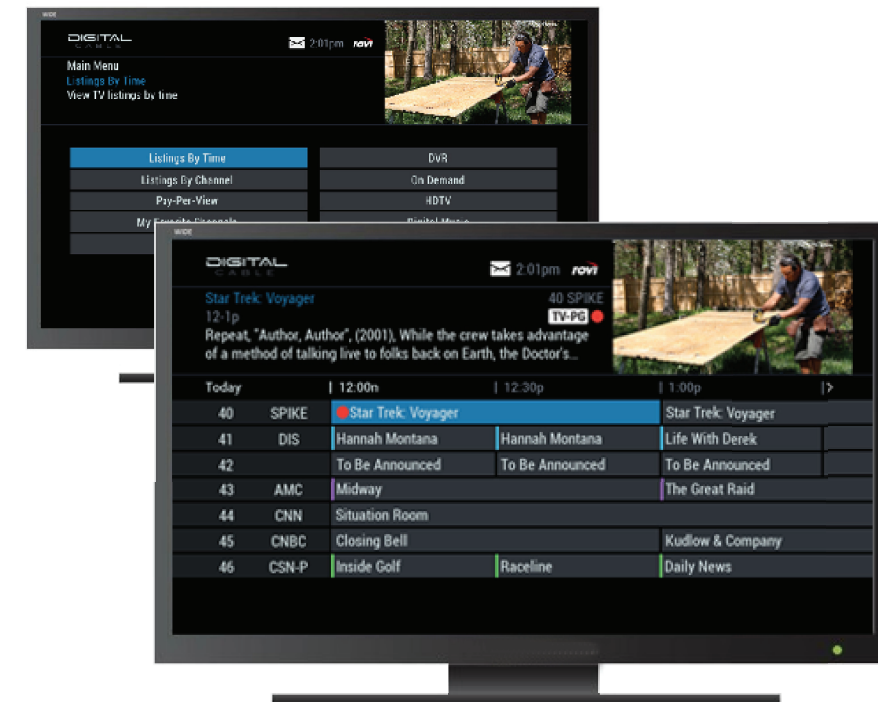 WIDE
DIGITAL
CABLE
2:01pm rovi
Main Menu
Listings By Time
View TV listings by time
Listings By Time DVR
Listings By Channel On Demand
Pay-Per-View HDTV
My Favorite Channels Digital Music
WIDE
DIGITAL
CABLE
2:01pm rovi
Star Trek: Voyager 40 SPIKE
12-1p TV-PG
Repeat, "Author, Author", (2001), While the crew takes advantage
of a method of talking live to folks back on Earth, the Doctor's...
Today 12:00n 12:30p 1:00p >
40 SPIKE Star Trek: Voyager Star Trek: Voyager
41 DIS Hannah Montana Hannah Montana Life With Derek
42 To Be Announced To Be Announced To Be Announced
43 AMC Midway The Great Raid
44 CNN Situation Room
45 CNBC Closing Bell Kudlow & Company
46 CSN-P Inside Golf Raceline Daily News